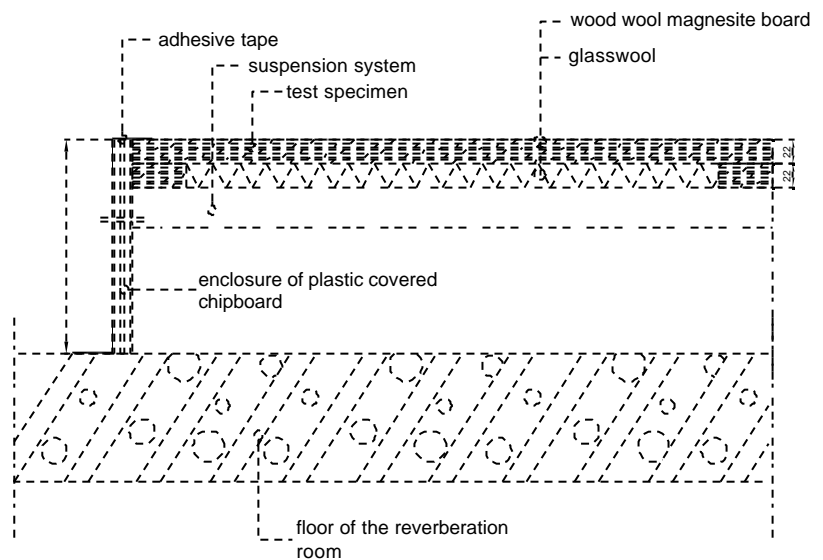 wood wool magnesite board
adhesive tape
glasswool
suspension system
test specimen
22
22
enclosure of plastic covered
chipboard
floor of the reverberation
room